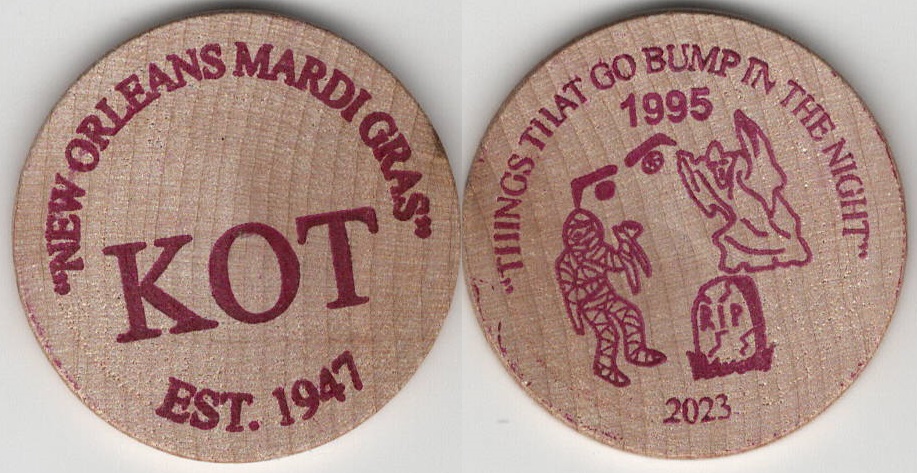 "NEW ORLEANS MARDI GRAS"
KOT
EST. 1947
"THINGS THAT GO BUMP IN THE NIGHT"
1995
RIP
2023